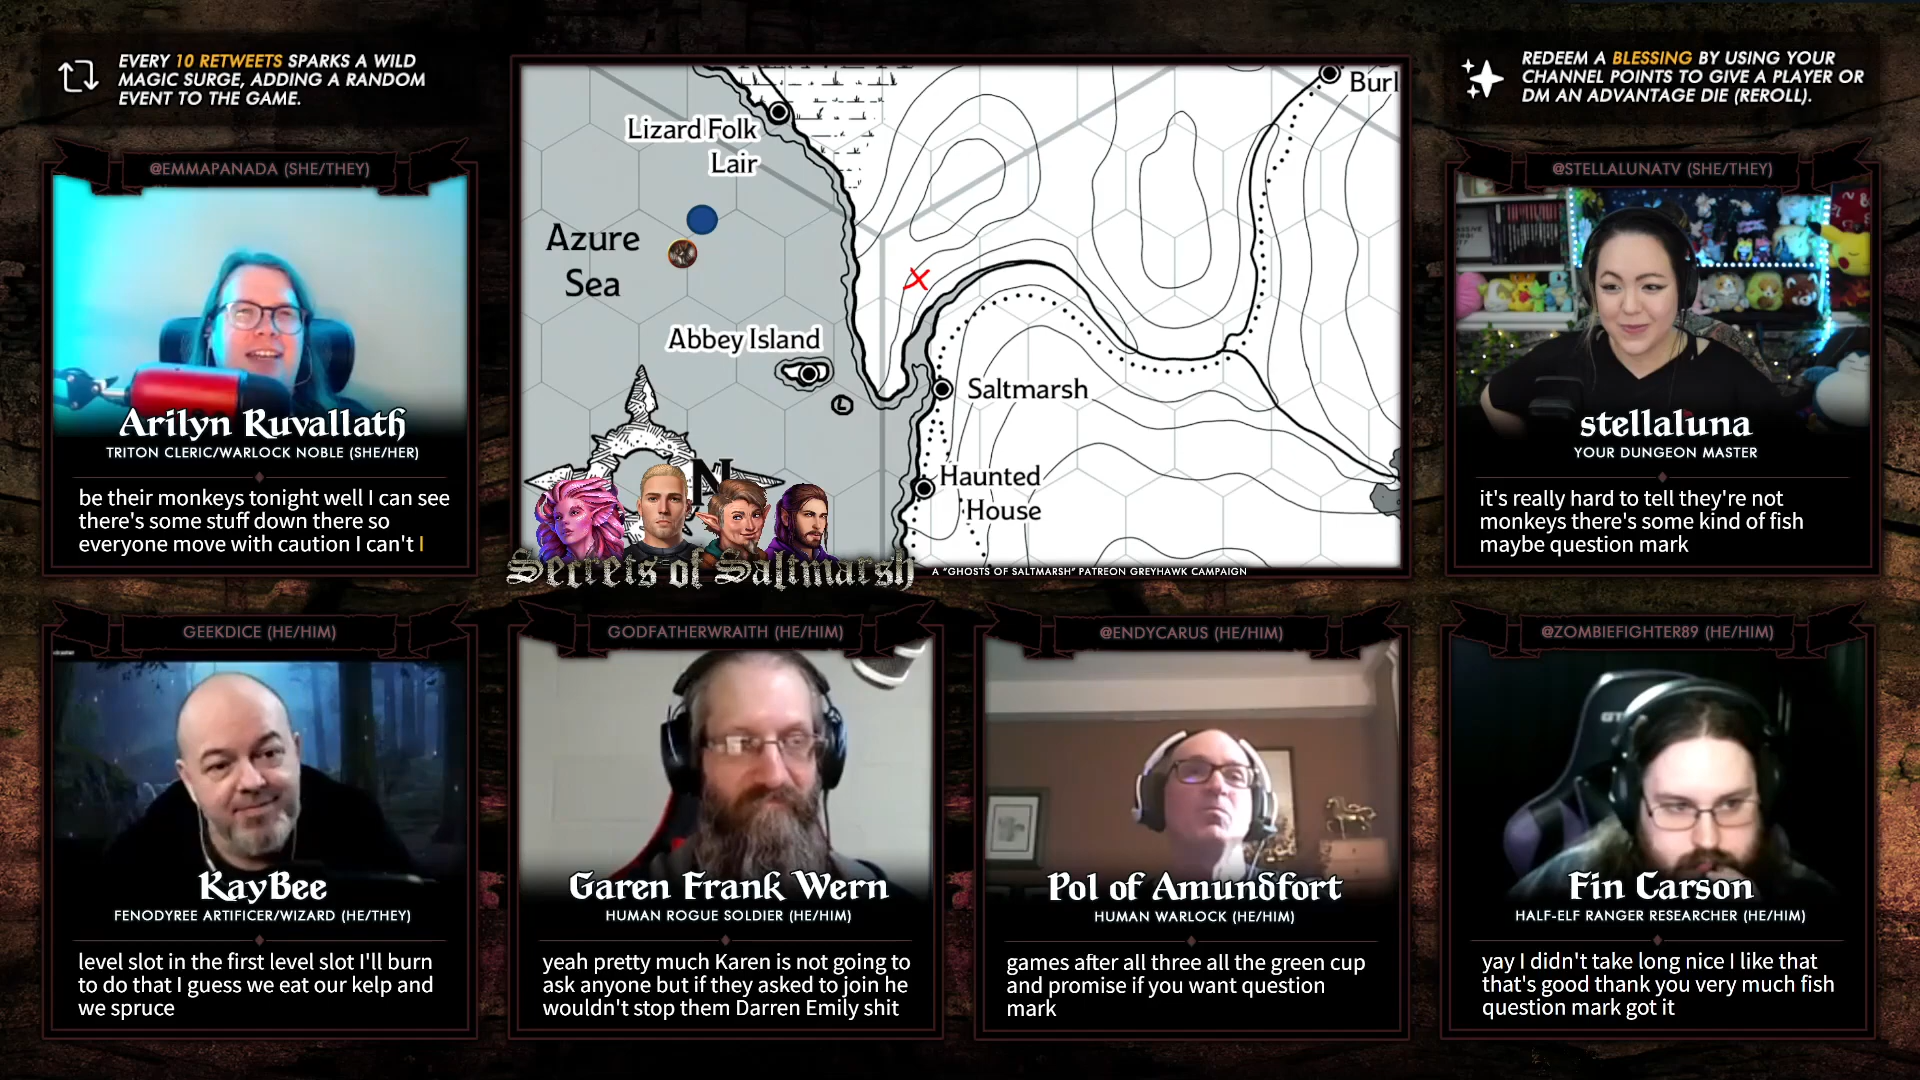 EVERY 10 RETWEETS SPARKS A WILD
MAGIC SURGE, ADDING A RANDOM
EVENT TO THE GAME.
REDEEM A BLESSING BY USING YOUR
CHANNEL POINTS TO GIVE A PLAYER OR
DM AN ADVANTAGE DIE (REROLL).
@EMMAPANADA (SHE/THEY)
Arilyn Ruvallath
TRITON CLERIC/WARLOCK NOBLE (SHE/HER)
be their monkeys tonight well I can see
there's some stuff down there so
everyone move with caution I can't I
Burl
Lizard Folk
Lair
Azure
Sea
Abbey Island
Saltmarsh
Haunted
House
N
Secrets of Saltmarsh
A "GHOSTS OF SALTMARSH" PATREON GREYHAWK CAMPAIGN
@STELLALUNATV (SHE/THEY)
stellaluna
YOUR DUNGEON MASTER
it's really hard to tell they're not
monkeys there's some kind of fish
maybe question mark
GEEKDICE (HE/HIM)
KayBee
FENODYREE ARTIFICER/WIZARD (HE/THEY)
level slot in the first level slot I'll burn
to do that I guess we eat our kelp and
we spruce
GODFATHERWRAITH (HE/HIM)
Garen Frank Wern
HUMAN ROGUE SOLDIER (HE/HIM)
yeah pretty much Karen is not going to
ask anyone but if they asked to join he
wouldn't stop them Darren Emily shit
@ENDYCARUS (HE/HIM)
Pol of Amundfort
HUMAN WARLOCK (HE/HIM)
games after all three all the green cup
and promise if you want question
mark
@ZOMBIEFIGHTER89 (HE/HIM)
Fin Carson
HALF-ELF RANGER RESEARCHER (HE/HIM)
yay I didn't take long nice I like that
that's good thank you very much fish
question mark got it